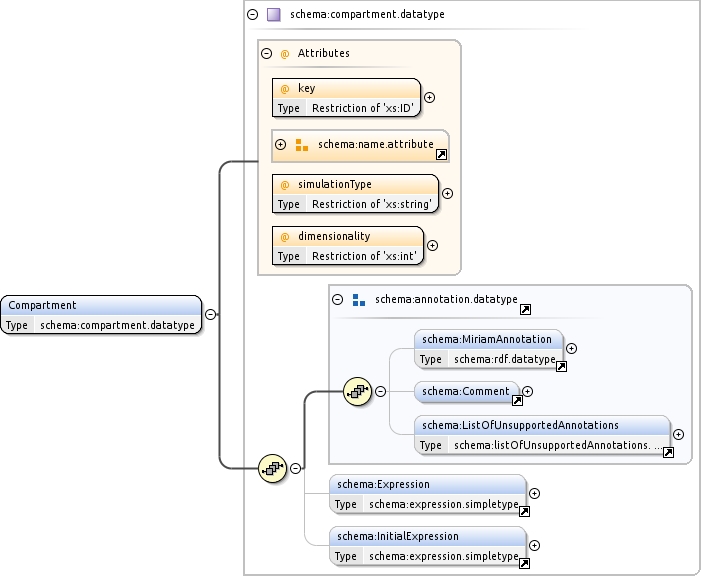 schema:compartment.datatype
@ Attributes
@ key
Type Restriction of 'xs:ID'
schema:name.attribute
@ simulationType
Type Restriction of 'xs:string'
@ dimensionality
Type Restriction of 'xs:int'
Compartment
Type schema:compartment.datatype
schema:annotation.datatype
schema:MiriamAnnotation
Type schema:rdf.datatype
schema:Comment
schema:ListOfUnsupportedAnnotations
Type schema:listOfUnsupportedAnnotations. ...
schema:Expression
Type schema:expression.simpletype
schema:InitialExpression
Type schema:expression.simpletype